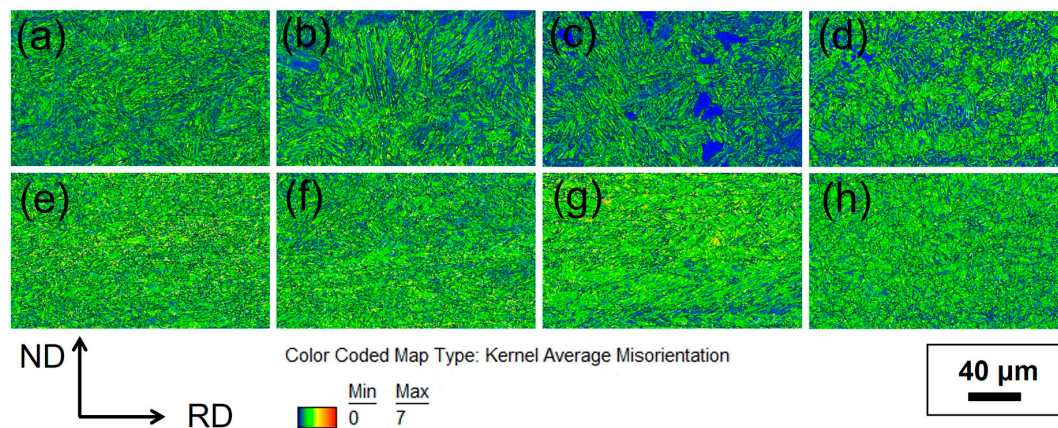 (a) (b) (c) (d)
(e) (f) (g) (h)
ND
RD
Color Coded Map Type: Kernel Average Misorientation
Min Max
0 7
40 μm